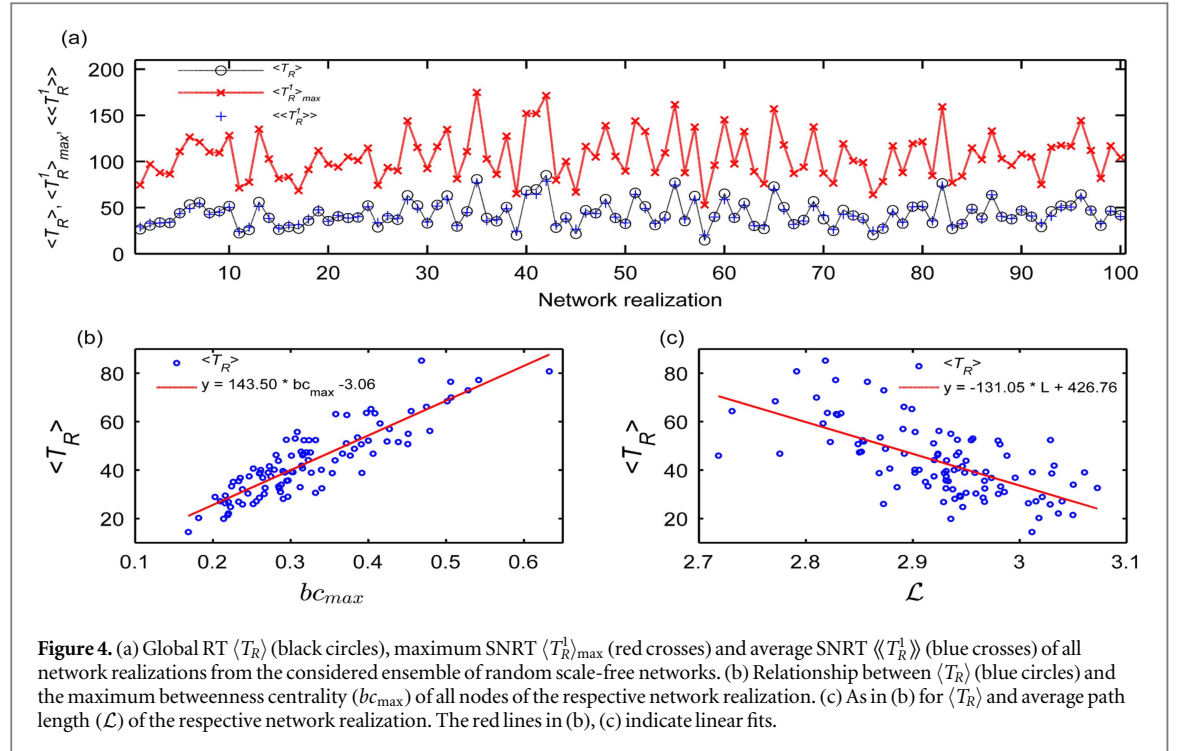 (a)
200
150
100
50
0
<T_R>, <T_R^1>_max, <<T_R^1>>
<T_R>
<T_R^1>_max
<<T_R^1>>
10 20 30 40 50 60 70 80 90 100
Network realization
(b)
80
60
40
20
<T_R>
<T_R>
y = 143.50 * bc_max -3.06
0.1 0.2 0.3 0.4 0.5 0.6
bc_max
(c)
80
60
40
20
<T_R>
<T_R>
y = -131.05 * L + 426.76
2.7 2.8 2.9 3 3.1
ℒ
Figure 4. (a) Global RT ⟨T_R⟩ (black circles), maximum SNRT ⟨T_R^1⟩_max (red crosses) and average SNRT ⟪T_R^1⟫ (blue crosses) of all
network realizations from the considered ensemble of random scale-free networks. (b) Relationship between ⟨T_R⟩ (blue circles) and
the maximum betweenness centrality (bc_max) of all nodes of the respective network realization. (c) As in (b) for ⟨T_R⟩ and average path
length (ℒ) of the respective network realization. The red lines in (b), (c) indicate linear fits.